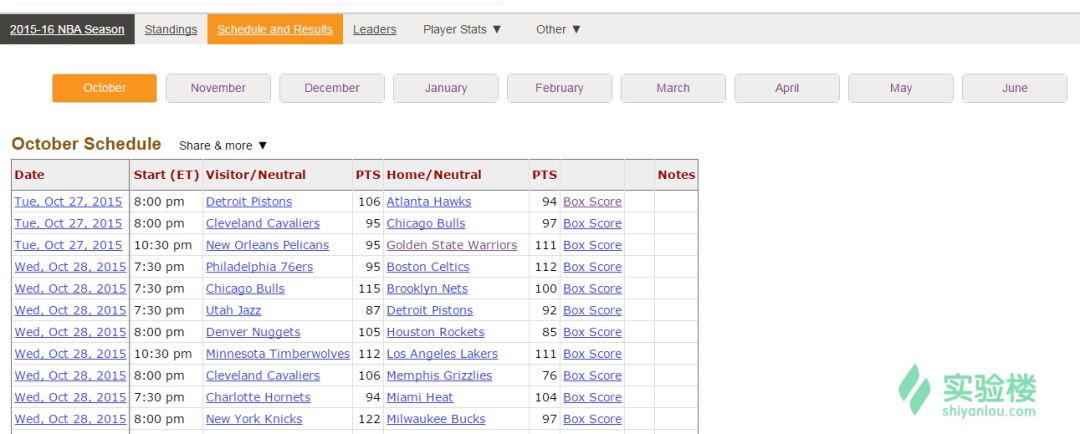 2015-16 NBA Season Standings Schedule and Results Leaders Player Stats ▼ Other ▼
October November December January February March April May June
October Schedule Share & more ▼
Date Start (ET) Visitor/Neutral PTS Home/Neutral PTS Notes
Tue, Oct 27, 2015 8:00 pm Detroit Pistons 106 Atlanta Hawks 94 Box Score
Tue, Oct 27, 2015 8:00 pm Cleveland Cavaliers 95 Chicago Bulls 97 Box Score
Tue, Oct 27, 2015 10:30 pm New Orleans Pelicans 95 Golden State Warriors 111 Box Score
Wed, Oct 28, 2015 7:30 pm Philadelphia 76ers 95 Boston Celtics 112 Box Score
Wed, Oct 28, 2015 7:30 pm Chicago Bulls 115 Brooklyn Nets 100 Box Score
Wed, Oct 28, 2015 7:30 pm Utah Jazz 87 Detroit Pistons 92 Box Score
Wed, Oct 28, 2015 8:00 pm Denver Nuggets 105 Houston Rockets 85 Box Score
Wed, Oct 28, 2015 10:30 pm Minnesota Timberwolves 112 Los Angeles Lakers 111 Box Score
Wed, Oct 28, 2015 8:00 pm Cleveland Cavaliers 106 Memphis Grizzlies 76 Box Score
Wed, Oct 28, 2015 7:30 pm Charlotte Hornets 94 Miami Heat 104 Box Score
Wed, Oct 28, 2015 8:00 pm New York Knicks 122 Milwaukee Bucks 97 Box Score
实验楼
shiyanlou.com